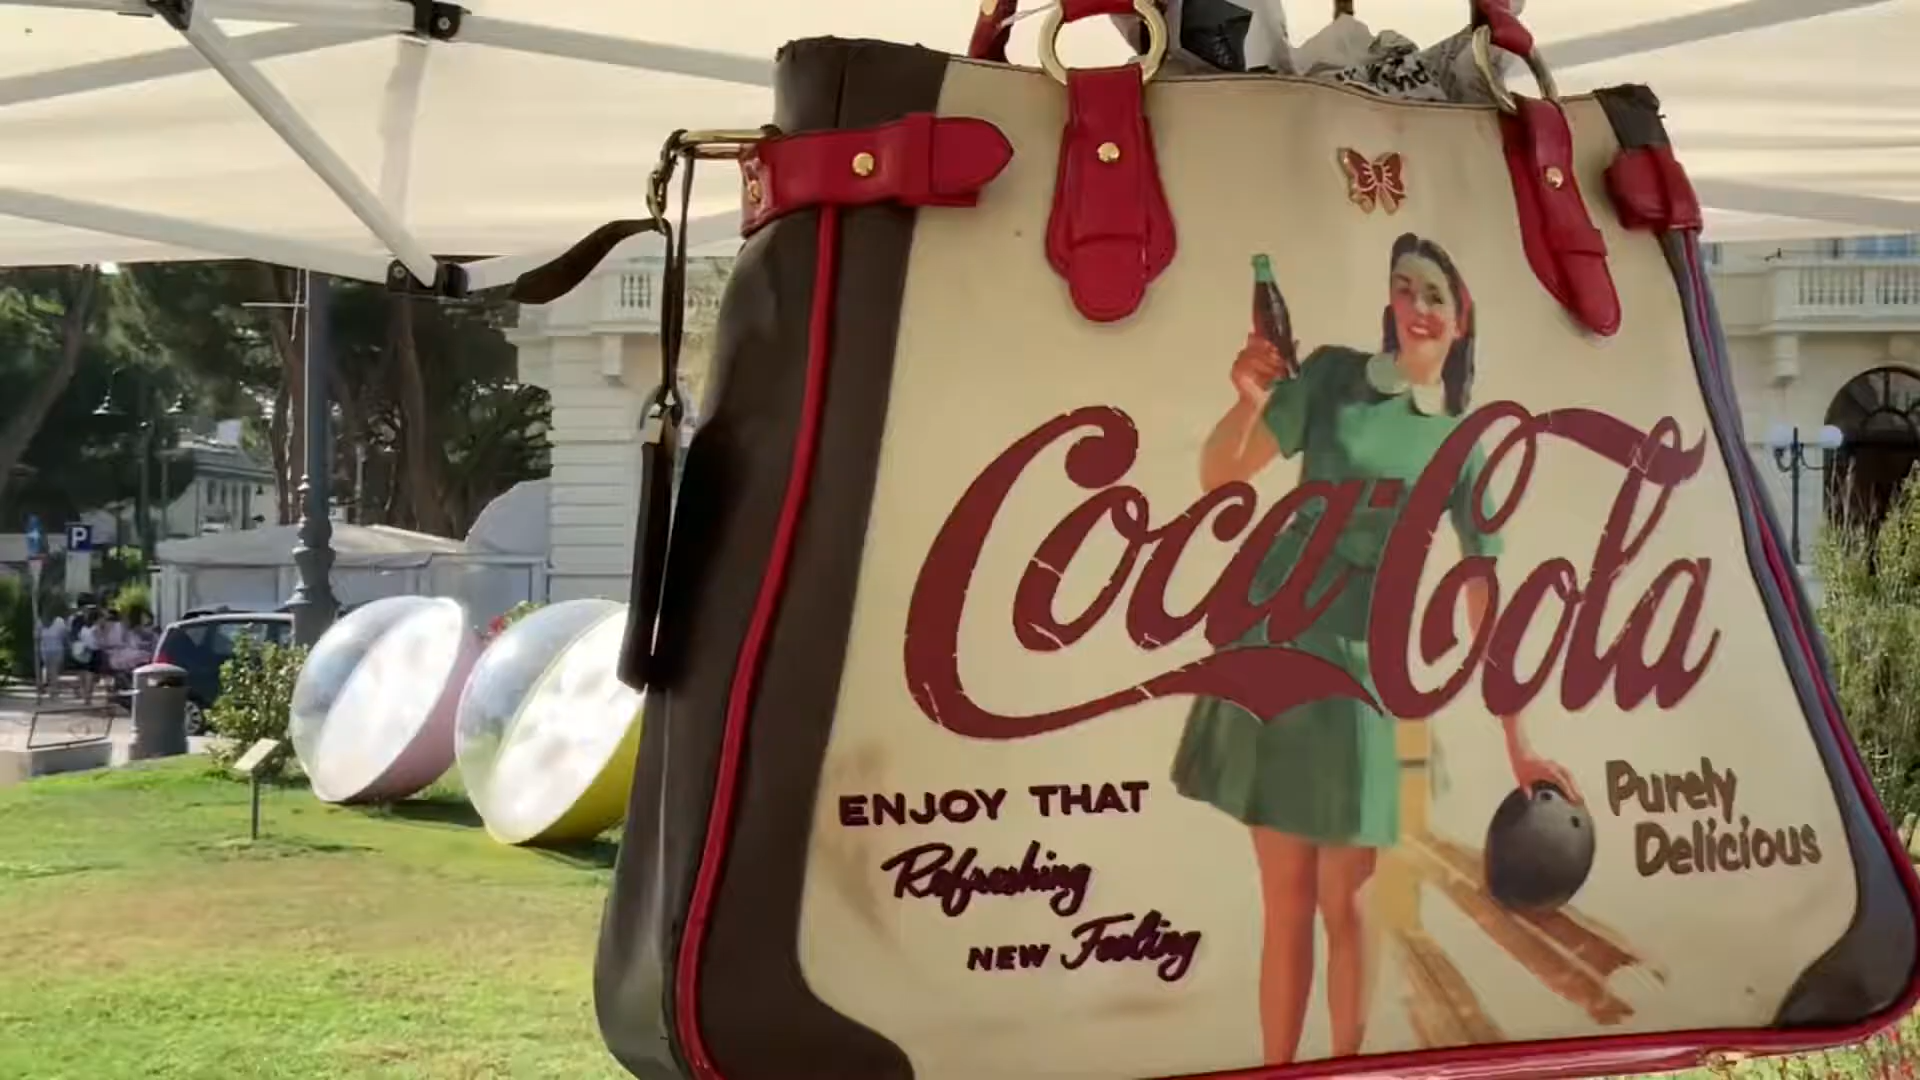 P
Coca-Cola
ENJOY THAT
Refreshing
NEW Feeling
Purely
Delicious